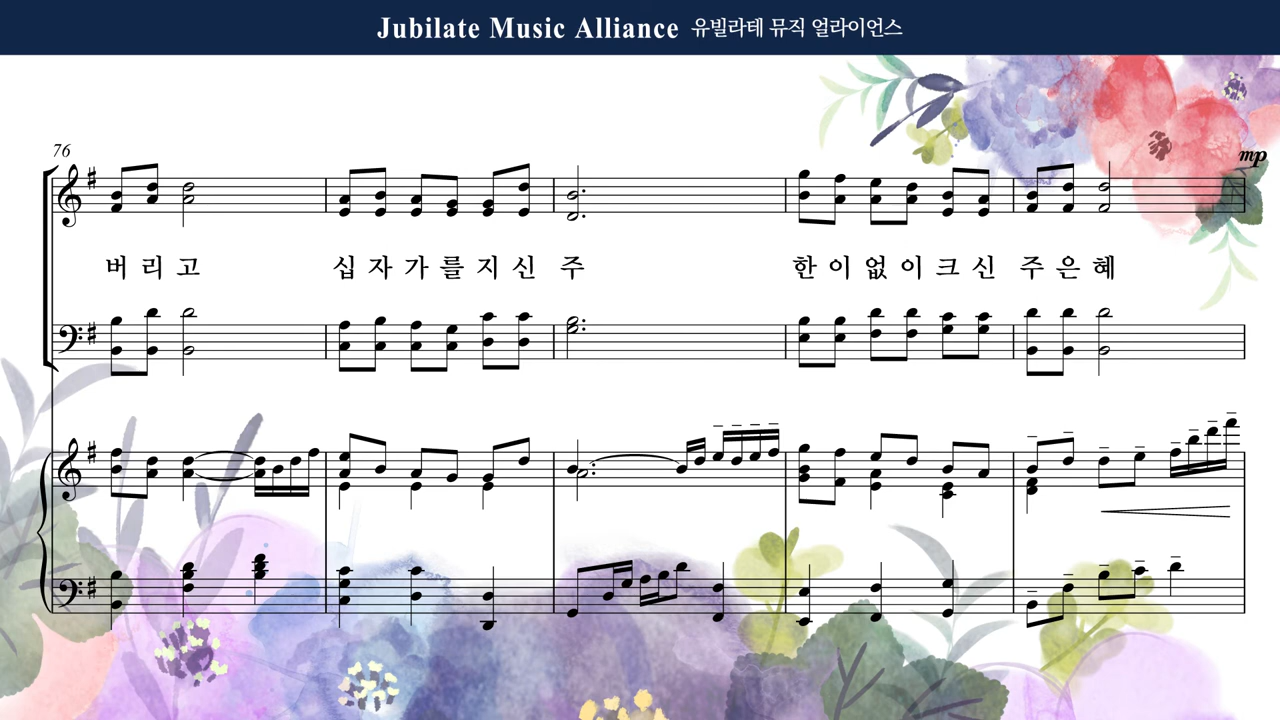 Jubilate Music Alliance 유빌라테 뮤직 얼라이언스
76
mp
버 리 고 십 자 가 를 지 신 주 한 이 없 이 크 신 주 은 혜